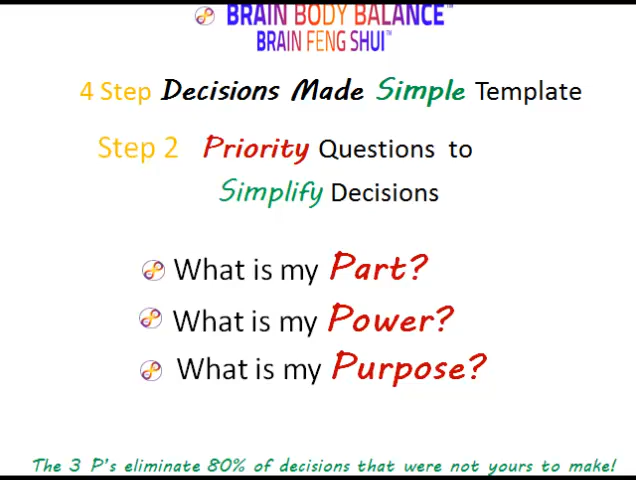 BRAIN BODY BALANCE™
BRAIN FENG SHUI™
4 Step Decisions Made Simple Template
Step 2 Priority Questions to
Simplify Decisions
What is my Part?
What is my Power?
What is my Purpose?
The 3 P's eliminate 80% of decisions that were not yours to make!